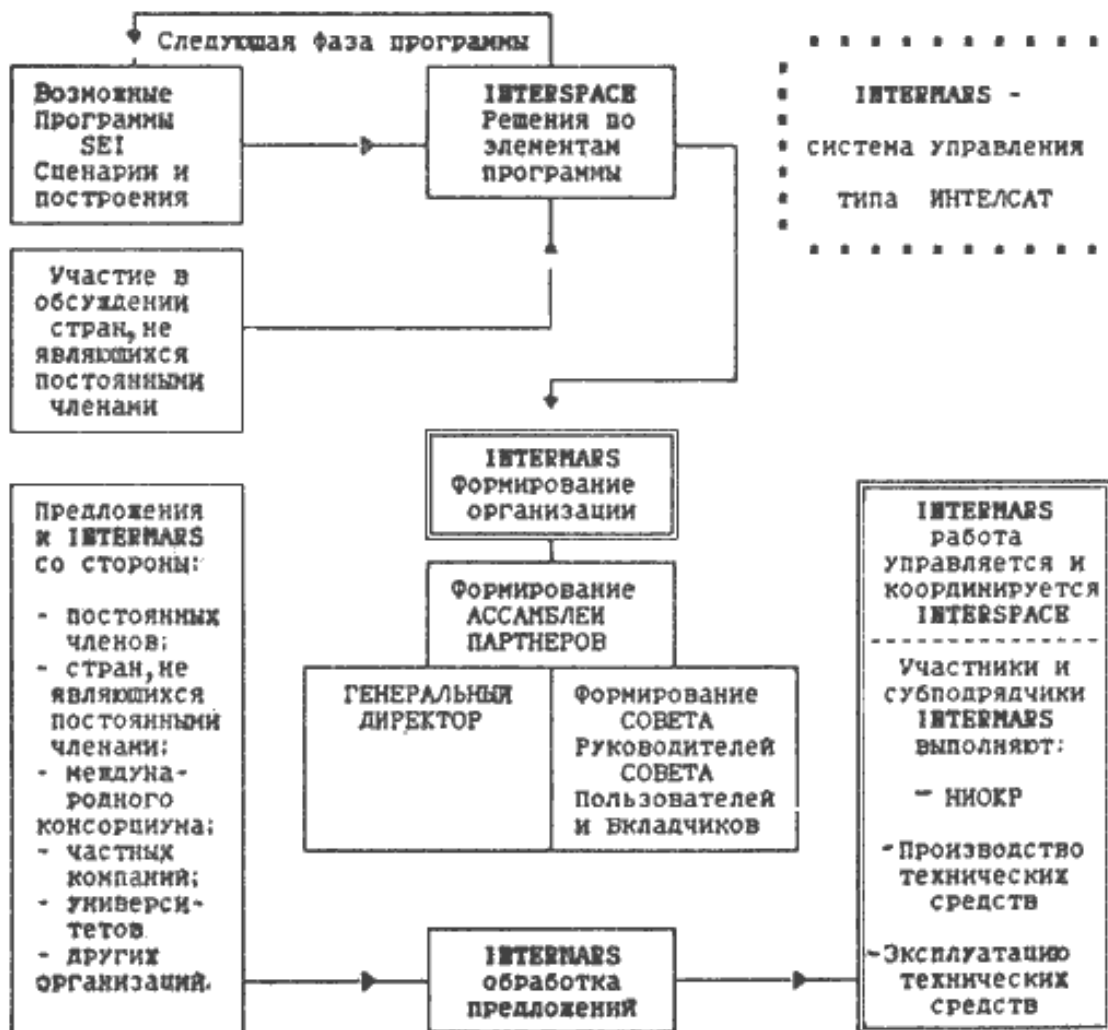 Следующая фаза программы
Возможные
Программы
SEI
Сценарии и
построения
INTERSPACE
Решения по
элементам
программы
INTERMARS -
система управления
типа ИНТЕЛСАТ
Участие в
обсуждении
стран, не
являющихся
постоянными
членами
INTERMARS
Формирование
организации
Формирование
АССАМБЛЕИ
ПАРТНЕРОВ
ГЕНЕРАЛЬНЫЙ
ДИРЕКТОР
Формирование
СОВЕТА
Руководителей
СОВЕТА
Пользователей
и Вкладчиков
Предложения
к INTERMARS
со стороны:
- постоянных
членов;
- стран, не
являющихся
постоянными
членами;
- междуна-
родного
консорциума;
- частных
компаний;
- универси-
тетов
- других
организаций.
INTERMARS
обработка
предложений
INTERMARS
работа
управляется и
координируется
INTERSPACE
Участники и
субподрядчики
INTERMARS
выполняют:
- НИОКР
- Производство
технических
средств
- Эксплуатацию
технических
средств